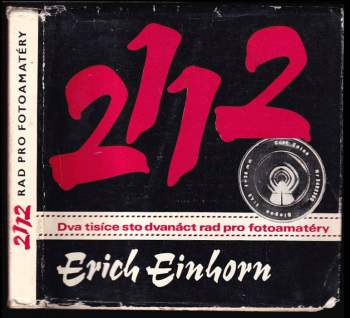 2112 RAD PRO FOTOAMATÉRY
2112
Dva tisíce sto dvanáct rad pro fotoamatéry
Erich Einhorn